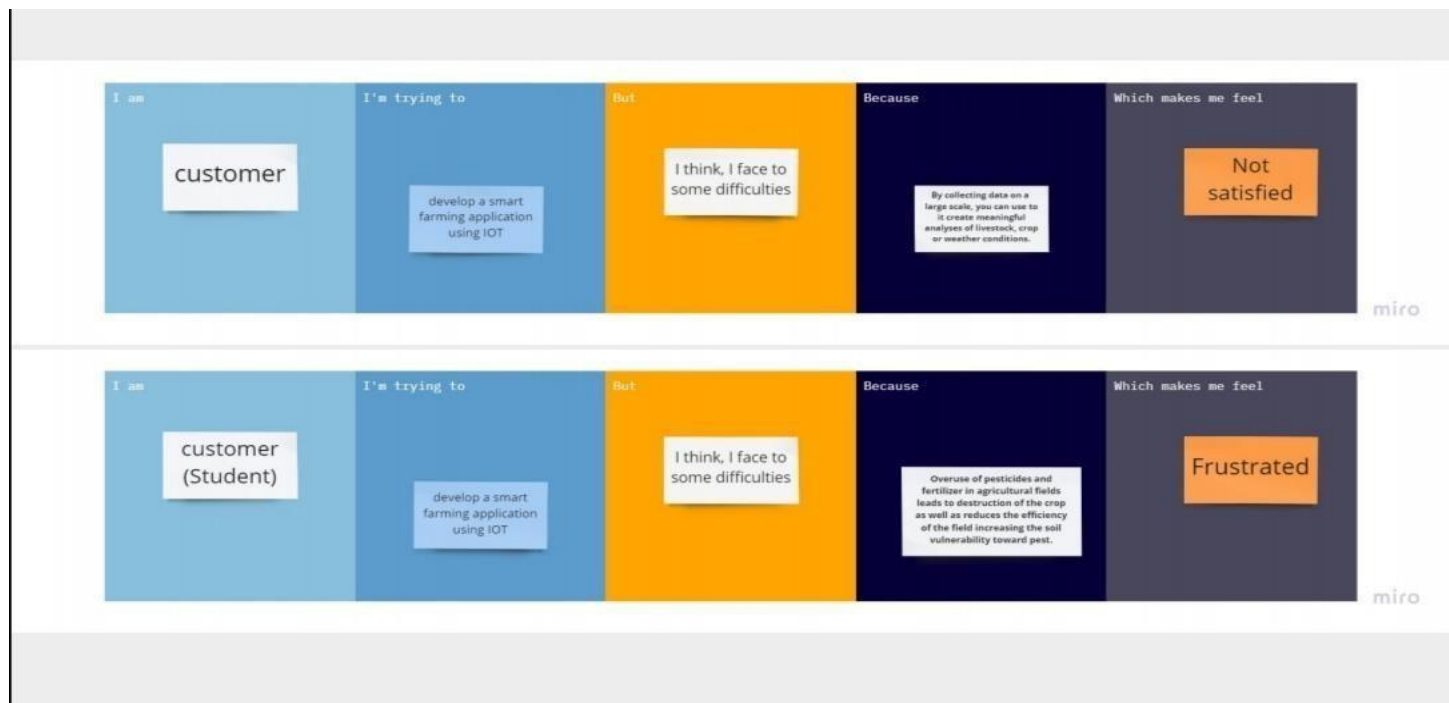 I am
I'm trying to
But
Because
Which makes me feel
customer
develop a smart
farming application
using IOT
I think, I face to
some difficulties
By collecting data on a
large scale, you can use to
it create meaningful
analyses of livestock, crop
or weather conditions.
Not
satisfied
miro
I am
I'm trying to
But
Because
Which makes me feel
customer
(Student)
develop a smart
farming application
using IOT
I think, I face to
some difficulties
Overuse of pesticides and
fertilizer in agricultural fields
leads to destruction of the crop
as well as reduces the efficiency
of the field increasing the soil
vulnerability toward pest.
Frustrated
miro